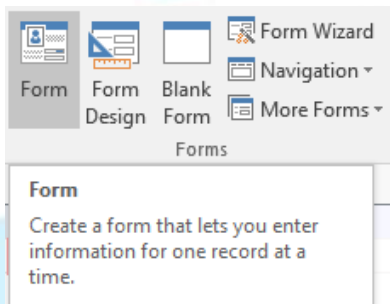 Form
Form Design
Blank Form
Form Wizard
Navigation
More Forms
Forms
Form
Create a form that lets you enter
information for one record at a
time.